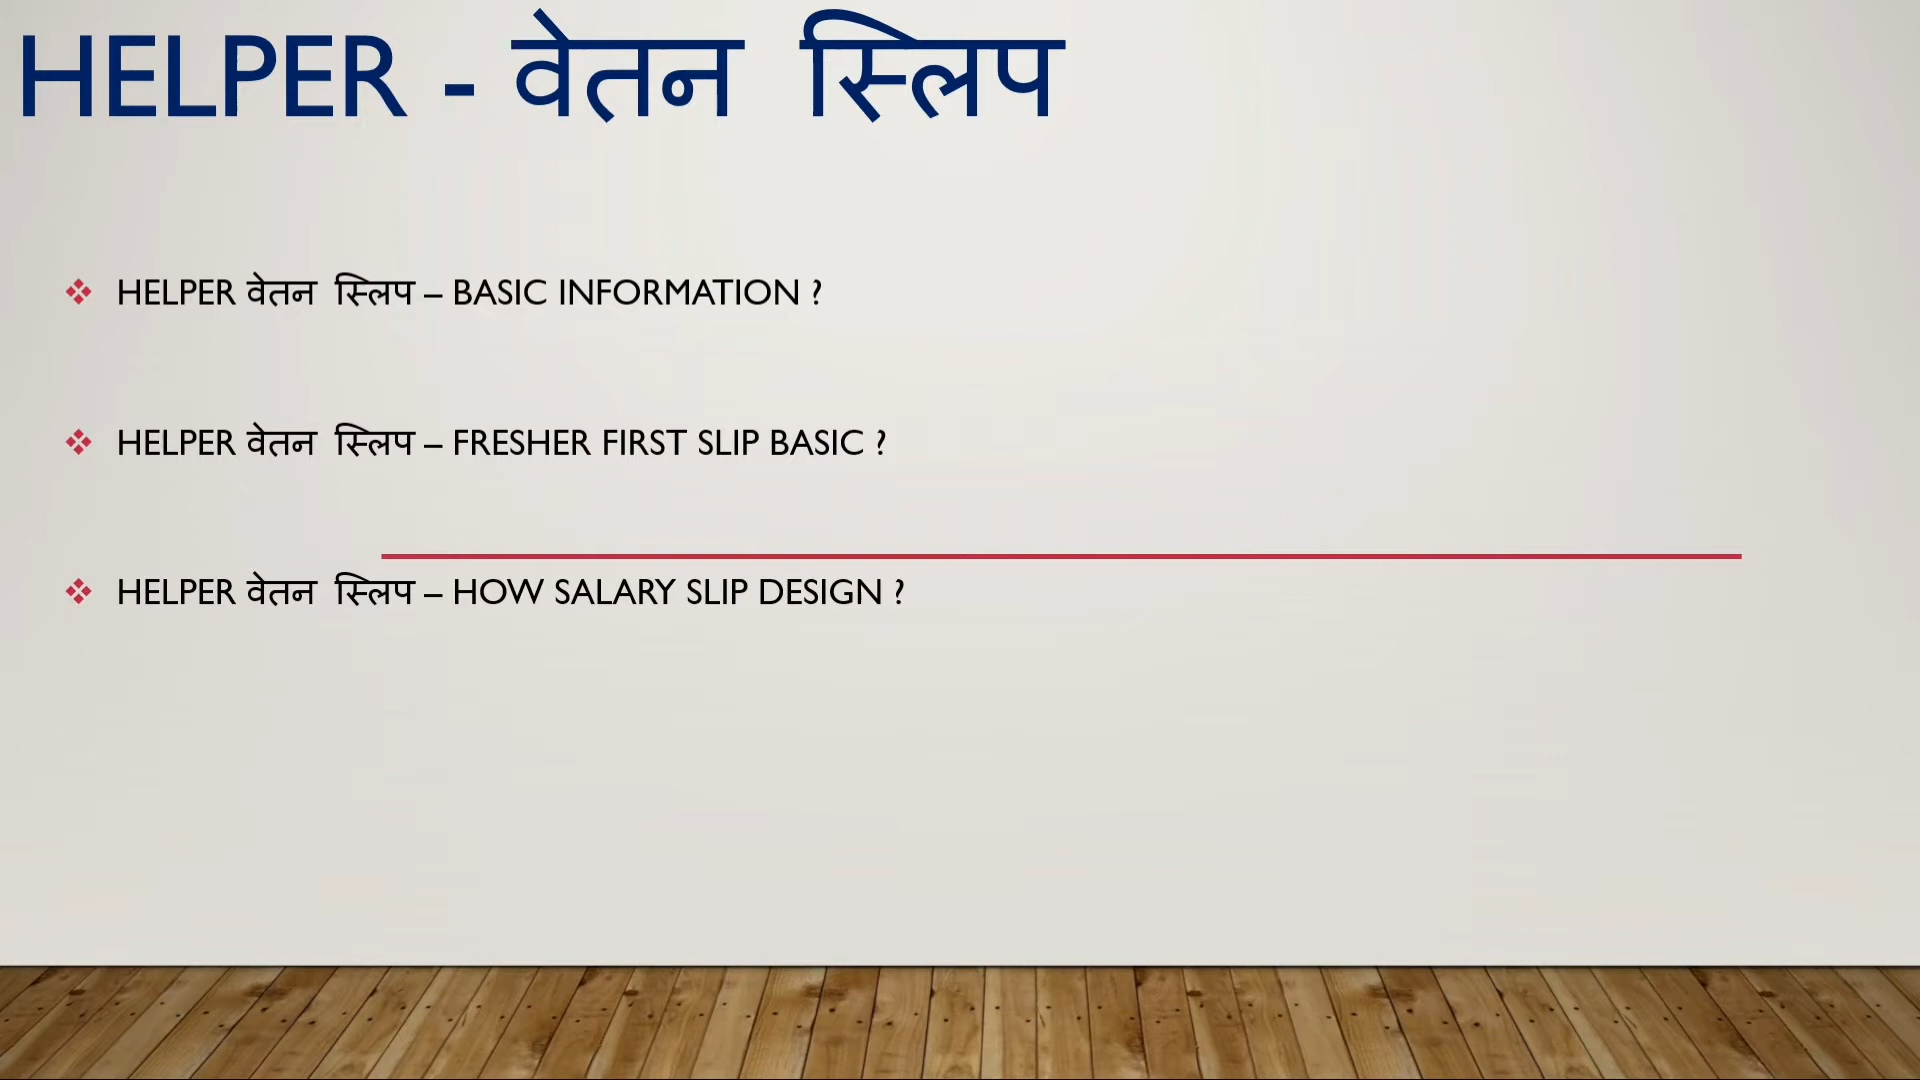 HELPER - वेतन स्लिप
HELPER वेतन स्लिप – BASIC INFORMATION ?
HELPER वेतन स्लिप – FRESHER FIRST SLIP BASIC ?
HELPER वेतन स्लिप – HOW SALARY SLIP DESIGN ?